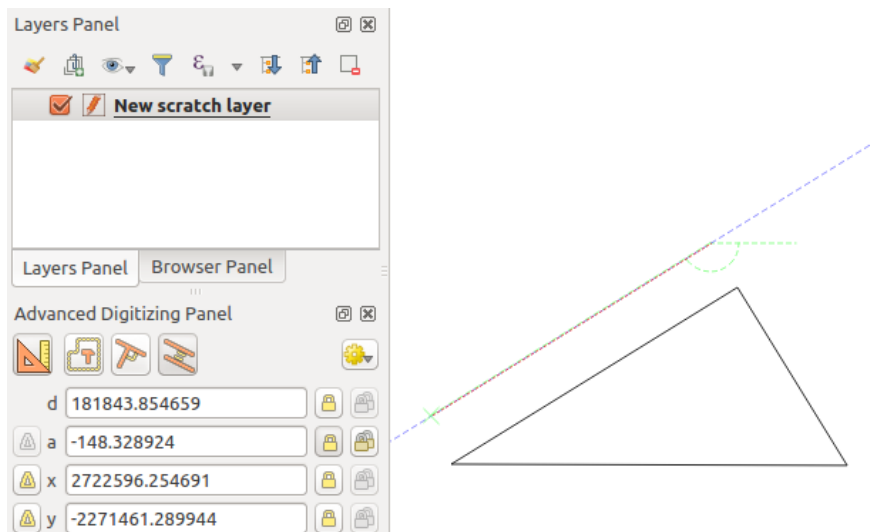 Layers Panel
New scratch layer
Layers Panel Browser Panel
Advanced Digitizing Panel
d 181843.854659
a -148.328924
x 2722596.254691
y -2271461.289944